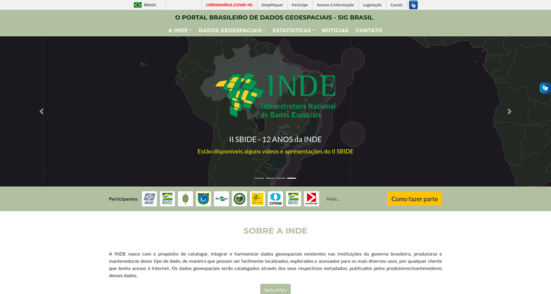 BRASIL
CORONAVÍRUS (COVID-19)
Simplifique!
Participe
Acesso à informação
Legislação
Canais
O PORTAL BRASILEIRO DE DADOS GEOESPACIAIS - SIG BRASIL
A INDE
DADOS GEOESPACIAIS
ESTATÍSTICAS
NOTÍCIAS
CONTATO
INDE
Infraestrutura Nacional
de Dados Espaciais
II SBIDE - 12 ANOS da INDE
Estão disponíveis alguns vídeos e apresentações do II SBIDE
Participantes
CPRM
Mais...
Como fazer parte
SOBRE A INDE
A INDE nasce com o propósito de catalogar, integrar e harmonizar dados geoespaciais existentes nas instituições do governo brasileiro, produtoras e
mantenedoras desse tipo de dado, de maneira que possam ser facilmente localizados, explorados e acessados para os mais diversos usos, por qualquer cliente
que tenha acesso à Internet. Os dados geoespaciais serão catalogados através dos seus respectivos metadados, publicados pelos produtores/mantenedores
desses dados.
Saiba Mais